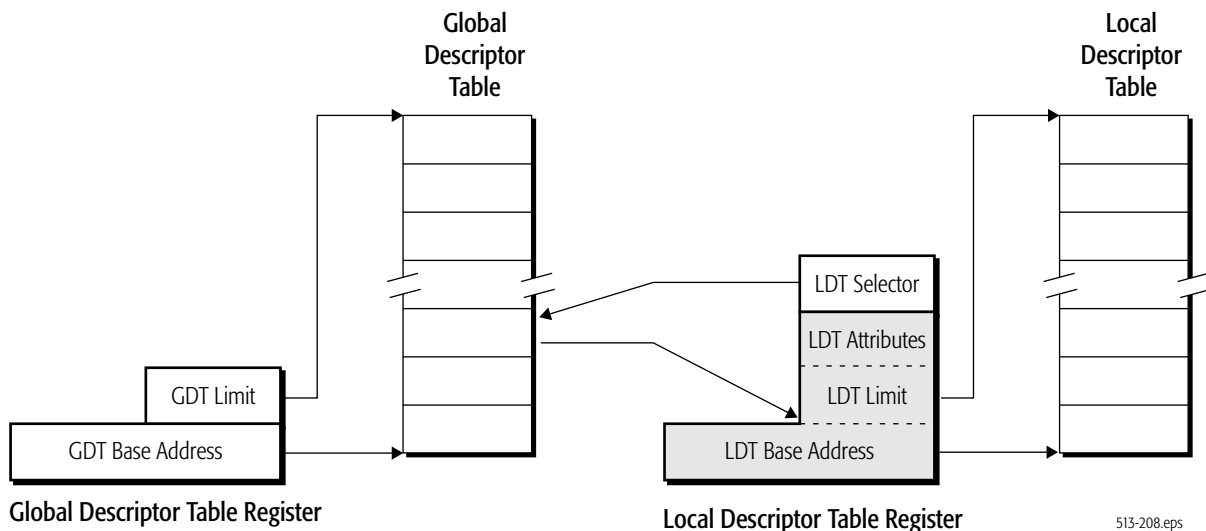 Global
Descriptor
Table
Local
Descriptor
Table
LDT Selector
LDT Attributes
GDT Limit
LDT Limit
GDT Base Address
LDT Base Address
Global Descriptor Table Register
Local Descriptor Table Register
513-208.eps